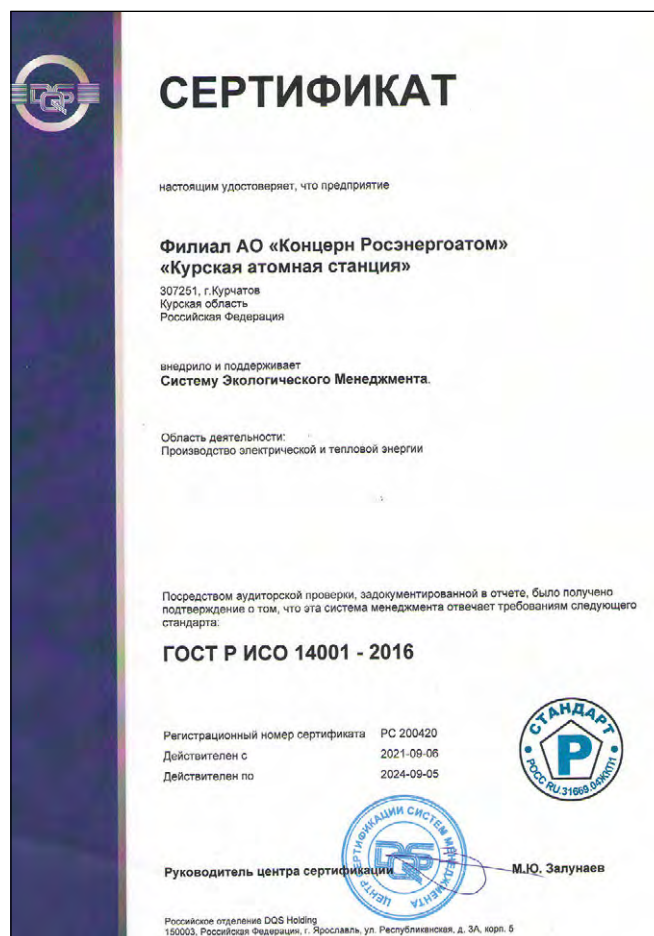 DQS
СЕРТИФИКАТ
настоящим удостоверяет, что предприятие
Филиал АО «Концерн Росэнергоатом»
«Курская атомная станция»
307251, г.Курчатов
Курская область
Российская Федерация
внедрило и поддерживает
Систему Экологического Менеджмента.
Область деятельности:
Производство электрической и тепловой энергии
Посредством аудиторской проверки, задокументированной в отчете, было получено
подтверждение о том, что эта система менеджмента отвечает требованиям следующего
стандарта:
ГОСТ Р ИСО 14001 - 2016
Регистрационный номер сертификата РС 200420
Действителен с 2021-09-06
Действителен по 2024-09-05
СТАНДАРТ
Р
РОСС RU.31669.04ЖКП1
ЦЕНТР СЕРТИФИКАЦИИ СИСТЕМ МЕНЕДЖМЕНТА
Руководитель центра сертификации М.Ю. Залунаев
Российское отделение DQS Holding
150003, Российская Федерация, г. Ярославль, ул. Республиканская, д. 3А, корп. 5